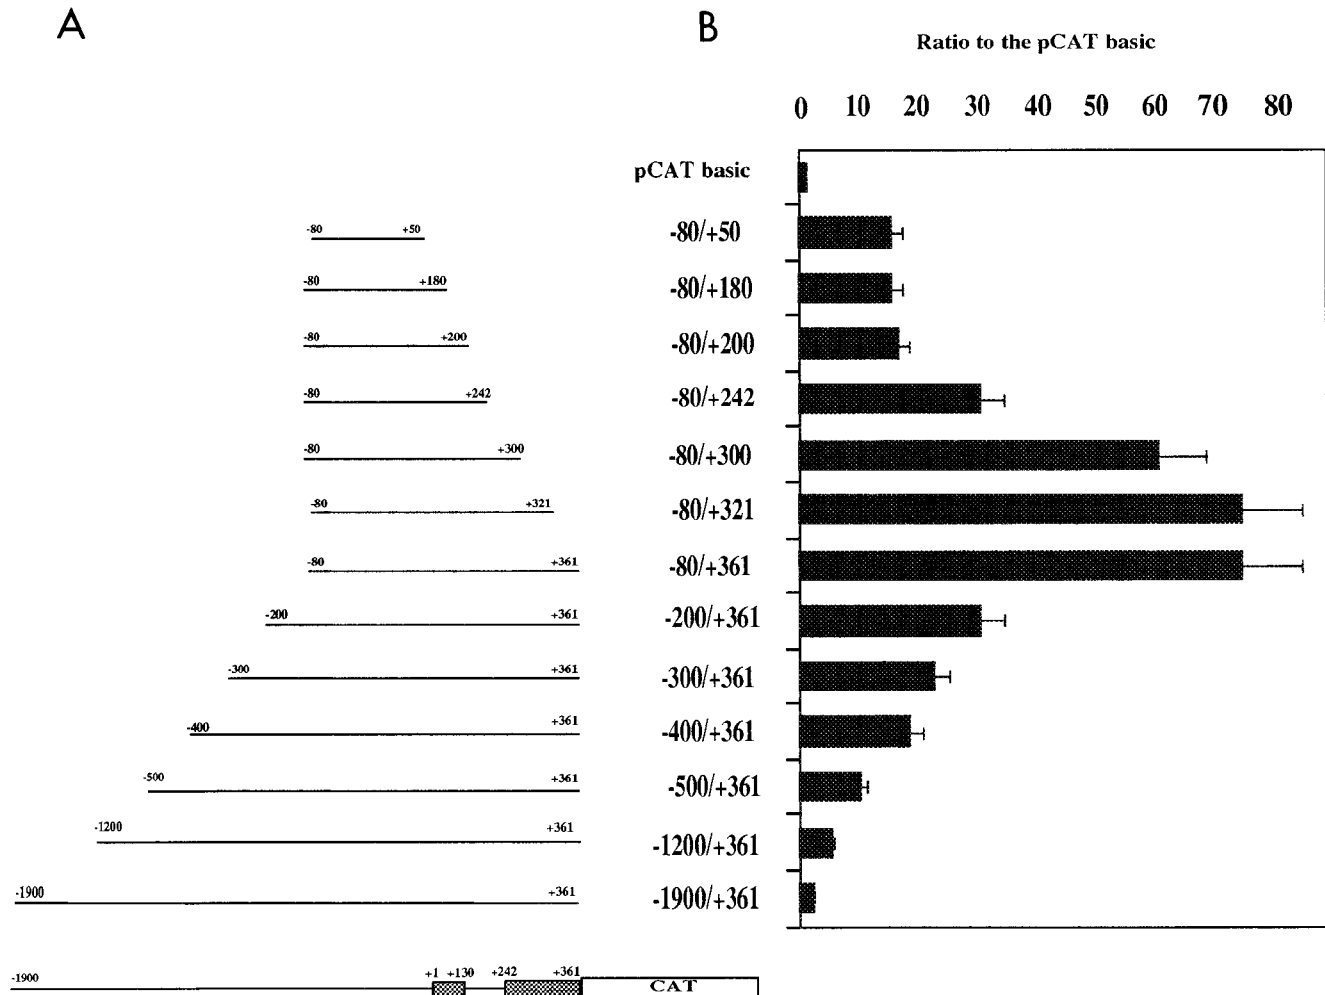 A
B
Ratio to the pCAT basic
0 10 20 30 40 50 60 70 80
pCAT basic
-80 +50 -80/+50
-80 +180 -80/+180
-80 +200 -80/+200
-80 +242 -80/+242
-80 +300 -80/+300
-80 +321 -80/+321
-80 +361 -80/+361
-200 +361 -200/+361
-300 +361 -300/+361
-400 +361 -400/+361
-500 +361 -500/+361
-1200 +361 -1200/+361
-1900 +361 -1900/+361
-1900 +1 +130 +242 +361 CAT